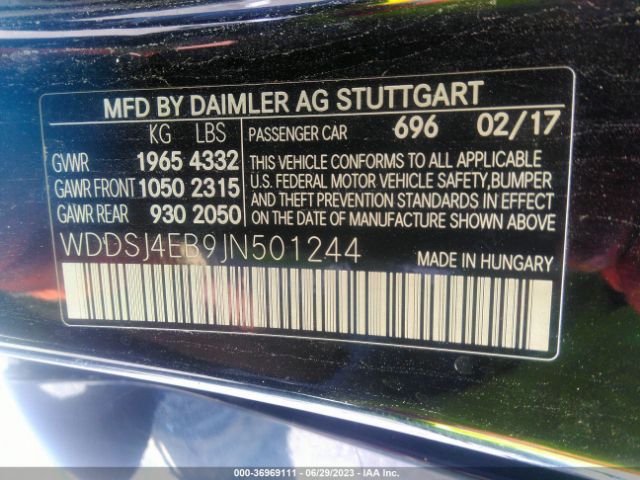 MFD BY DAIMLER AG STUTTGART
KG LBS
PASSENGER CAR 696 02/17
GVWR 1965 4332
GAWR FRONT 1050 2315
GAWR REAR 930 2050
THIS VEHICLE CONFORMS TO ALL APPLICABLE
U.S. FEDERAL MOTOR VEHICLE SAFETY,BUMPER
AND THEFT PREVENTION STANDARDS IN EFFECT
ON THE DATE OF MANUFACTURE SHOWN ABOVE
WDDSJ4EB9JN501244
MADE IN HUNGARY
000-36969111 - 06/29/2023 - IAA Inc.